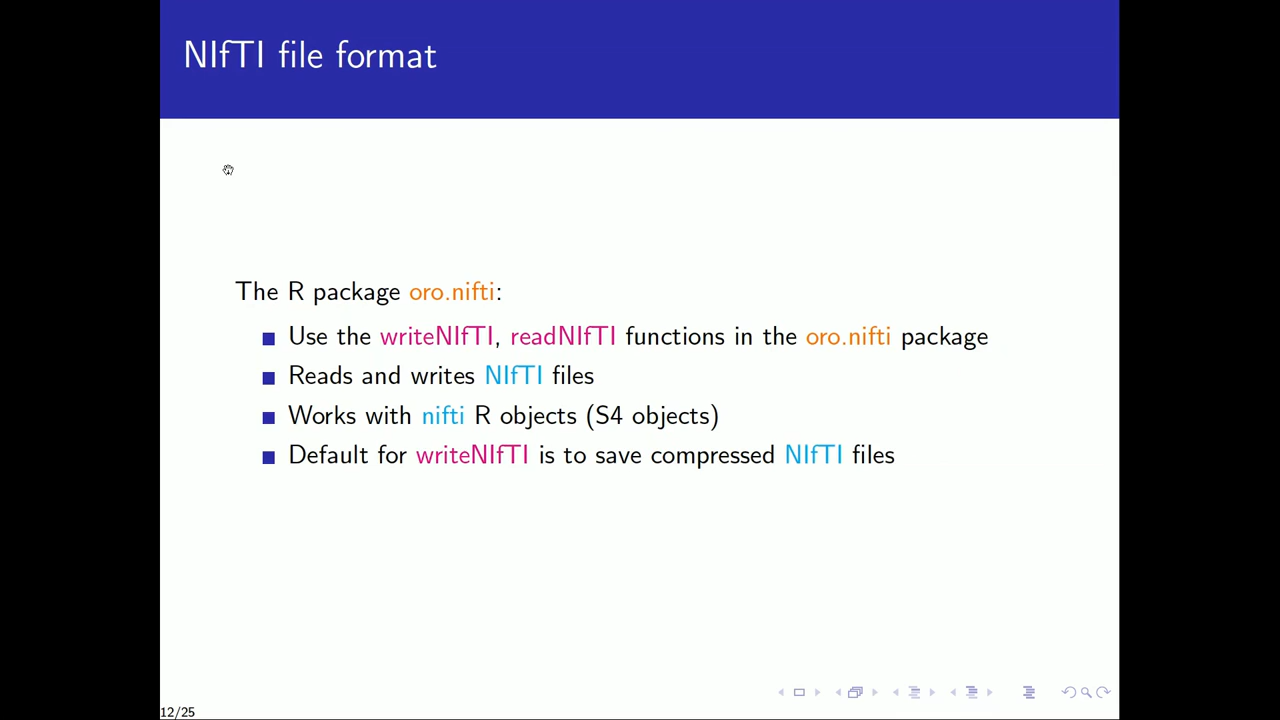 NIfTI file format
The R package oro.nifti:
Use the writeNIfTI, readNIfTI functions in the oro.nifti package
Reads and writes NIfTI files
Works with nifti R objects (S4 objects)
Default for writeNIfTI is to save compressed NIfTI files
12/25